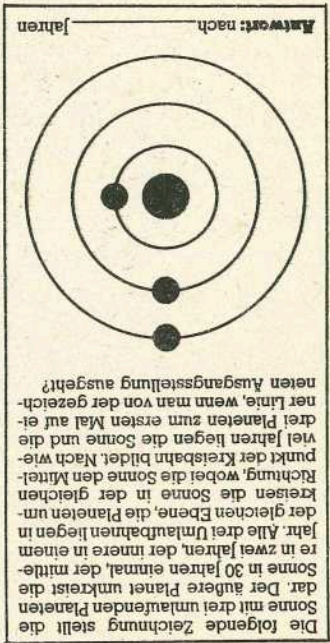 Die folgende Zeichnung stellt die
Sonne mit drei umlaufenden Planeten
dar. Der äußere Planet umkreist die
Sonne in 30 Jahren einmal, der mittle-
re in zwei Jahren, der innere in einem
Jahr. Alle drei Umlaufbahnen liegen in
der gleichen Ebene, die Planeten um-
kreisen die Sonne in der gleichen
Richtung, wobei die Sonne den Mittel-
punkt der Kreisbahn bildet. Nach wie-
viel Jahren liegen die Sonne und die
drei Planeten zum ersten Mal auf ei-
ner Linie, wenn man von der gezeich-
neten Ausgangsstellung ausgeht?
Antwort: nach: Jahren